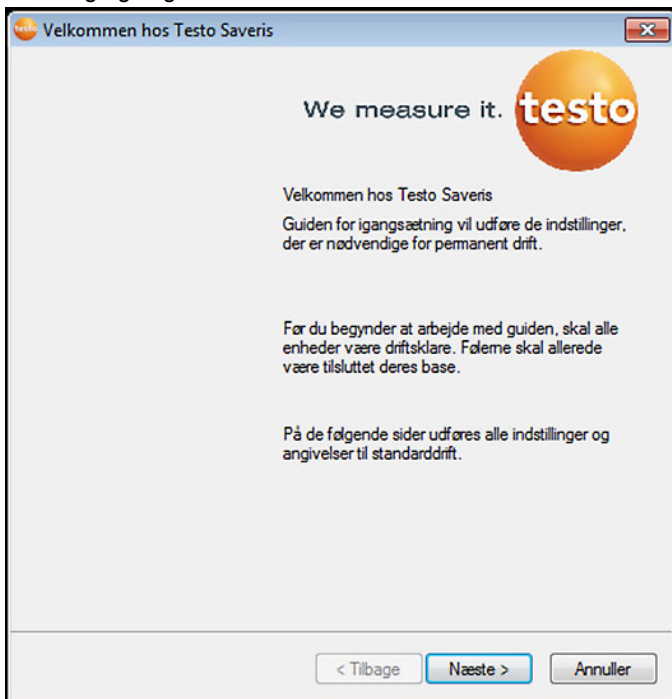 Velkommen hos Testo Saveris
We measure it. testo
Velkommen hos Testo Saveris
Guiden for igangsætning vil udføre de indstillinger,
der er nødvendige for permanent drift.
Før du begynder at arbejde med guiden, skal alle
enheder være driftsklare. Følerne skal allerede
være tilsluttet deres base.
På de følgende sider udføres alle indstillinger og
angivelser til standarddrift.
< Tilbage Næste > Annuller